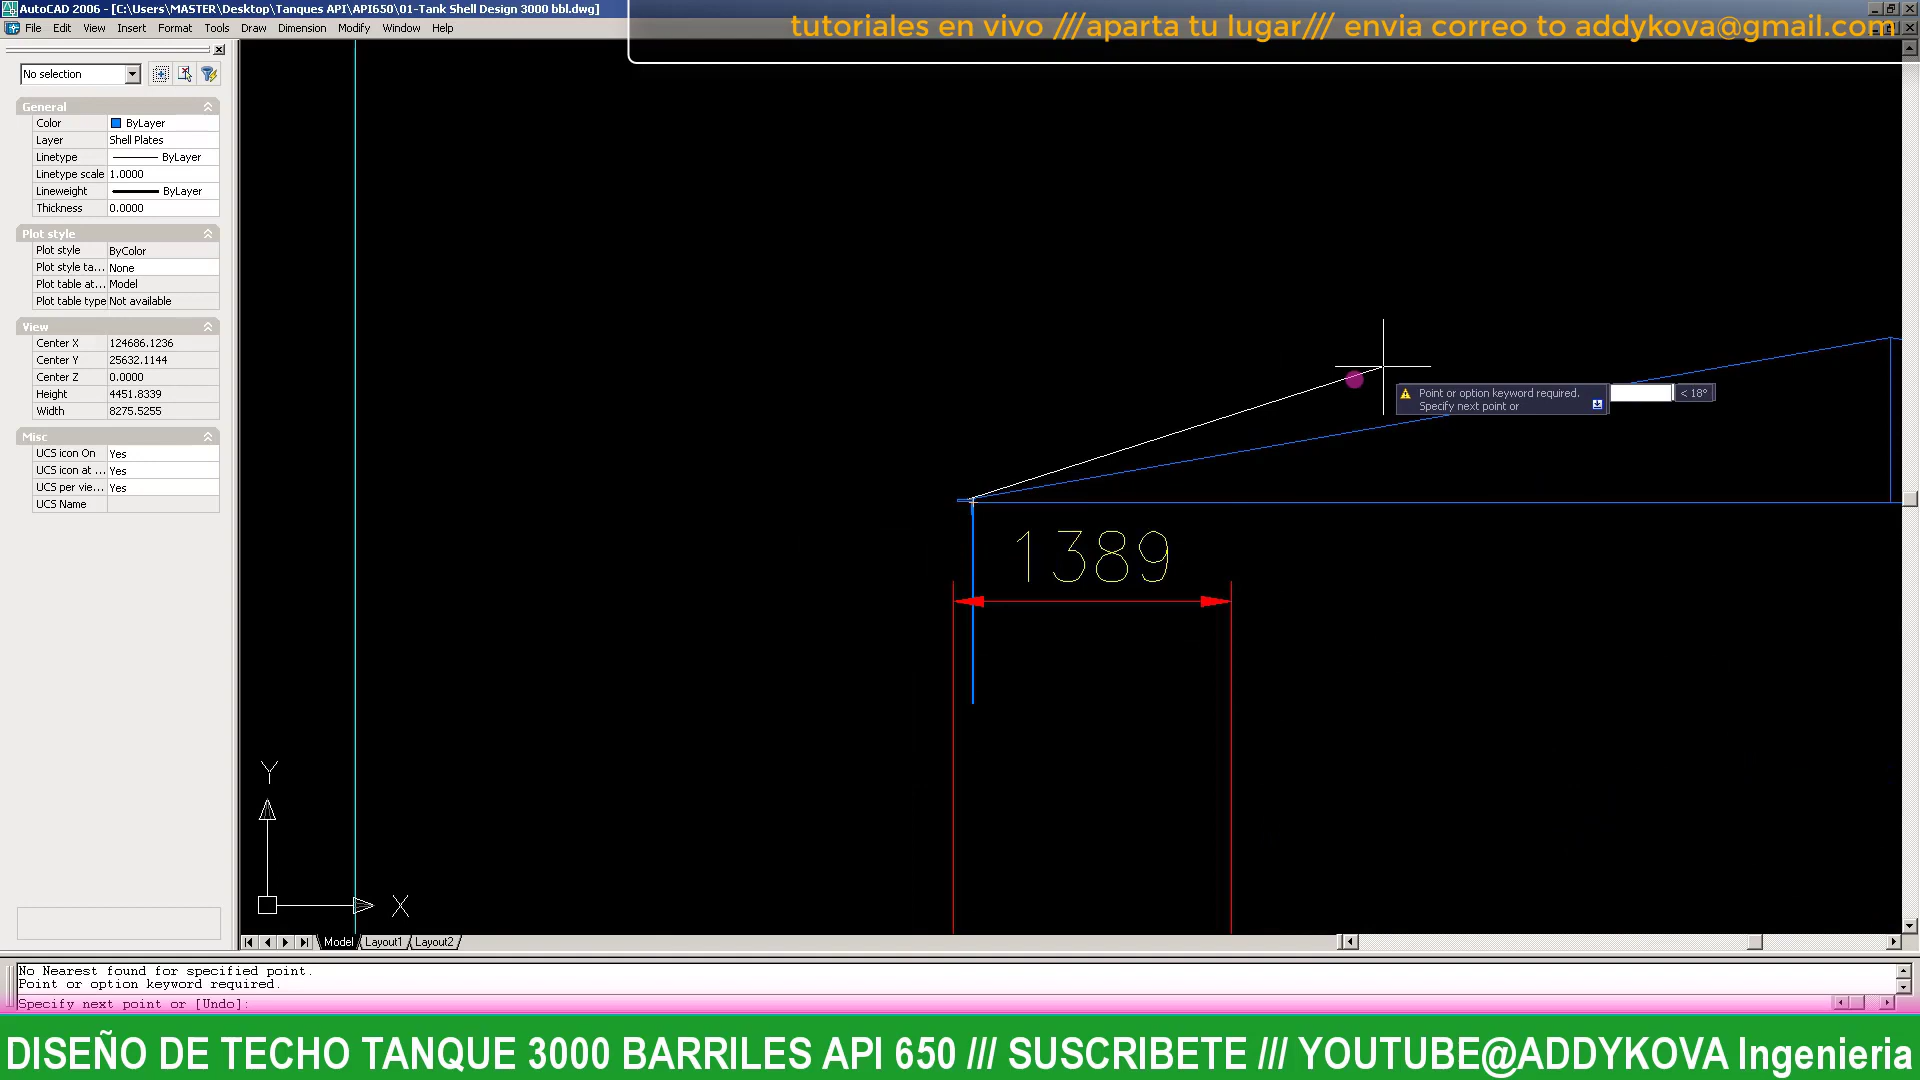 AutoCAD 2006 - [C:\Users\MASTER\Desktop\Tanques API\API650\01-Tank Shell Design 3000 bbl.dwg]
tutoriales en vivo ///aparta tu lugar/// envia correo to addykova@gmail.com
File Edit View Insert Format Tools Draw Dimension Modify Window Help
No selection
General
Color ByLayer
Layer Shell Plates
Linetype ByLayer
Linetype scale 1.0000
Lineweight ByLayer
Thickness 0.0000
Plot style
Plot style ByColor
Plot style ta... None
Plot table at... Model
Plot table type Not available
View
Center X 124686.1236
Center Y 25632.1144
Center Z 0.0000
Height 4451.8339
Width 8275.5255
Misc
UCS icon On Yes
UCS icon at ... Yes
UCS per vie... Yes
UCS Name
Point or option keyword required.
Specify next point or
< 18°
1389
Y
X
Model Layout1 Layout2
No Nearest found for specified point.
Point or option keyword required.
Specify next point or [Undo]:
DISEÑO DE TECHO TANQUE 3000 BARRILES API 650 /// SUSCRIBETE /// YOUTUBE@ADDYKOVA Ingenieria